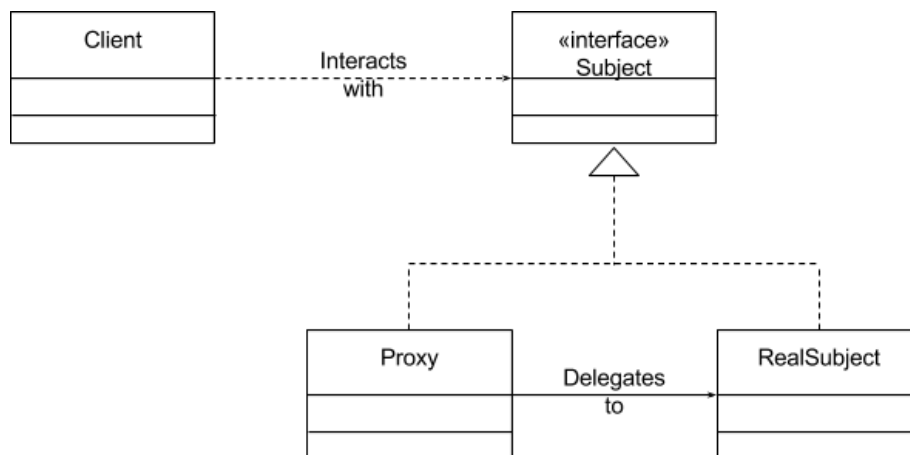 Client
Interacts
with
«interface»
Subject
Proxy
Delegates
to
RealSubject